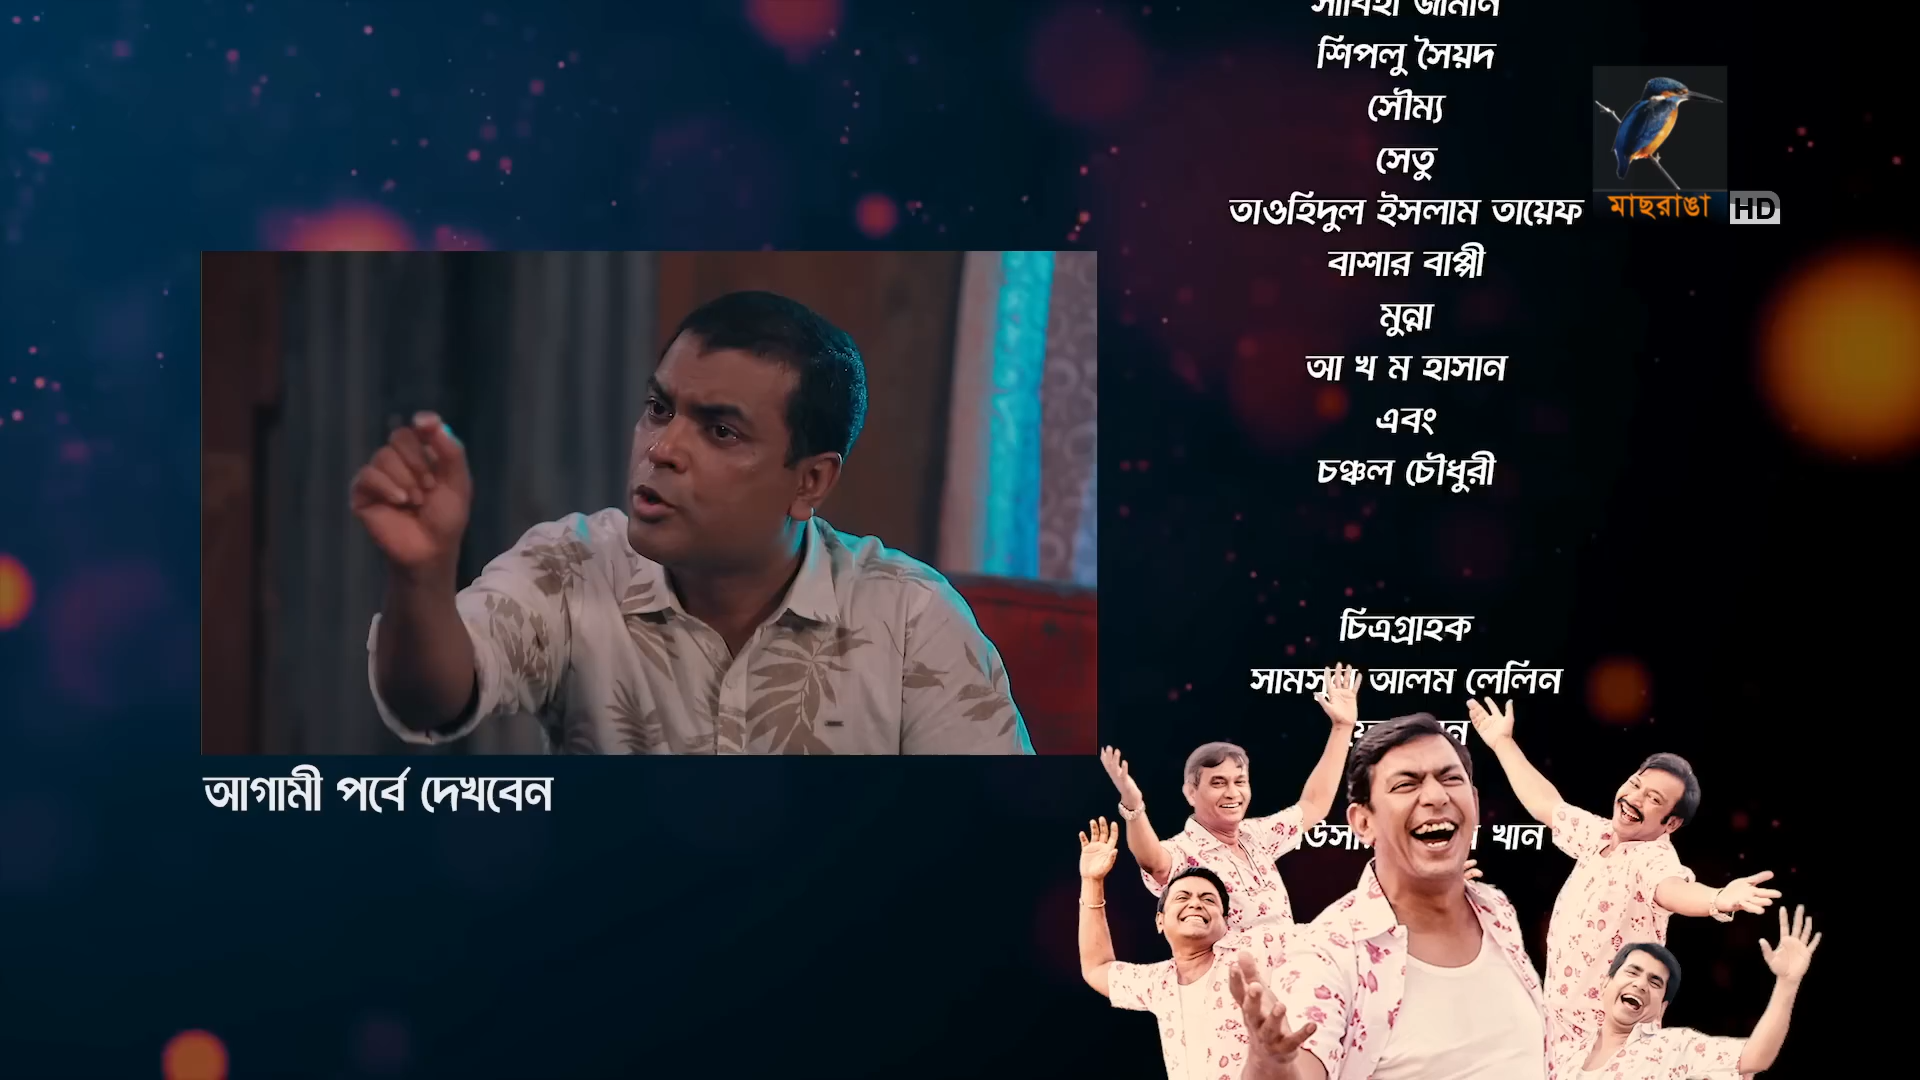 শিপলু সৈয়দ
সৌম্য
সেতু
তাওহিদুল ইসলাম তায়েফ
বাশার বাপ্পী
মুন্না
আ খ ম হাসান
এবং
চঞ্চল চৌধুরী
চিত্রগ্রাহক
আলম লেলিন
খান
মাছরাঙা
HD
আগামী পর্বে দেখবেন